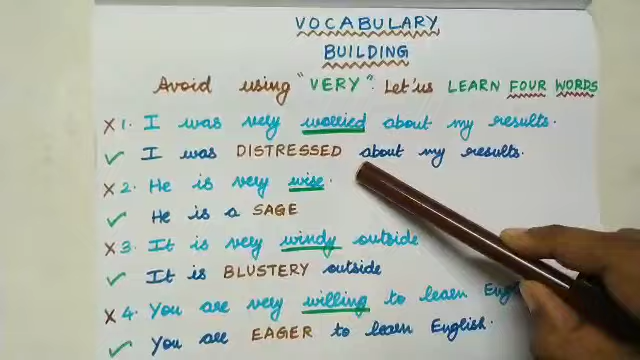 VOCABULARY
BUILDING
Avoid using "VERY". Let'us LEARN FOUR WORDS
X 1. I was very worried about my results.
✓ I was DISTRESSED about my results.
X 2. He is very wise.
✓ He is a SAGE
X 3. It is very windy outside
✓ It is BLUSTERY outside
X 4. You are very willing to learn Eng
✓ You are EAGER to learn English.